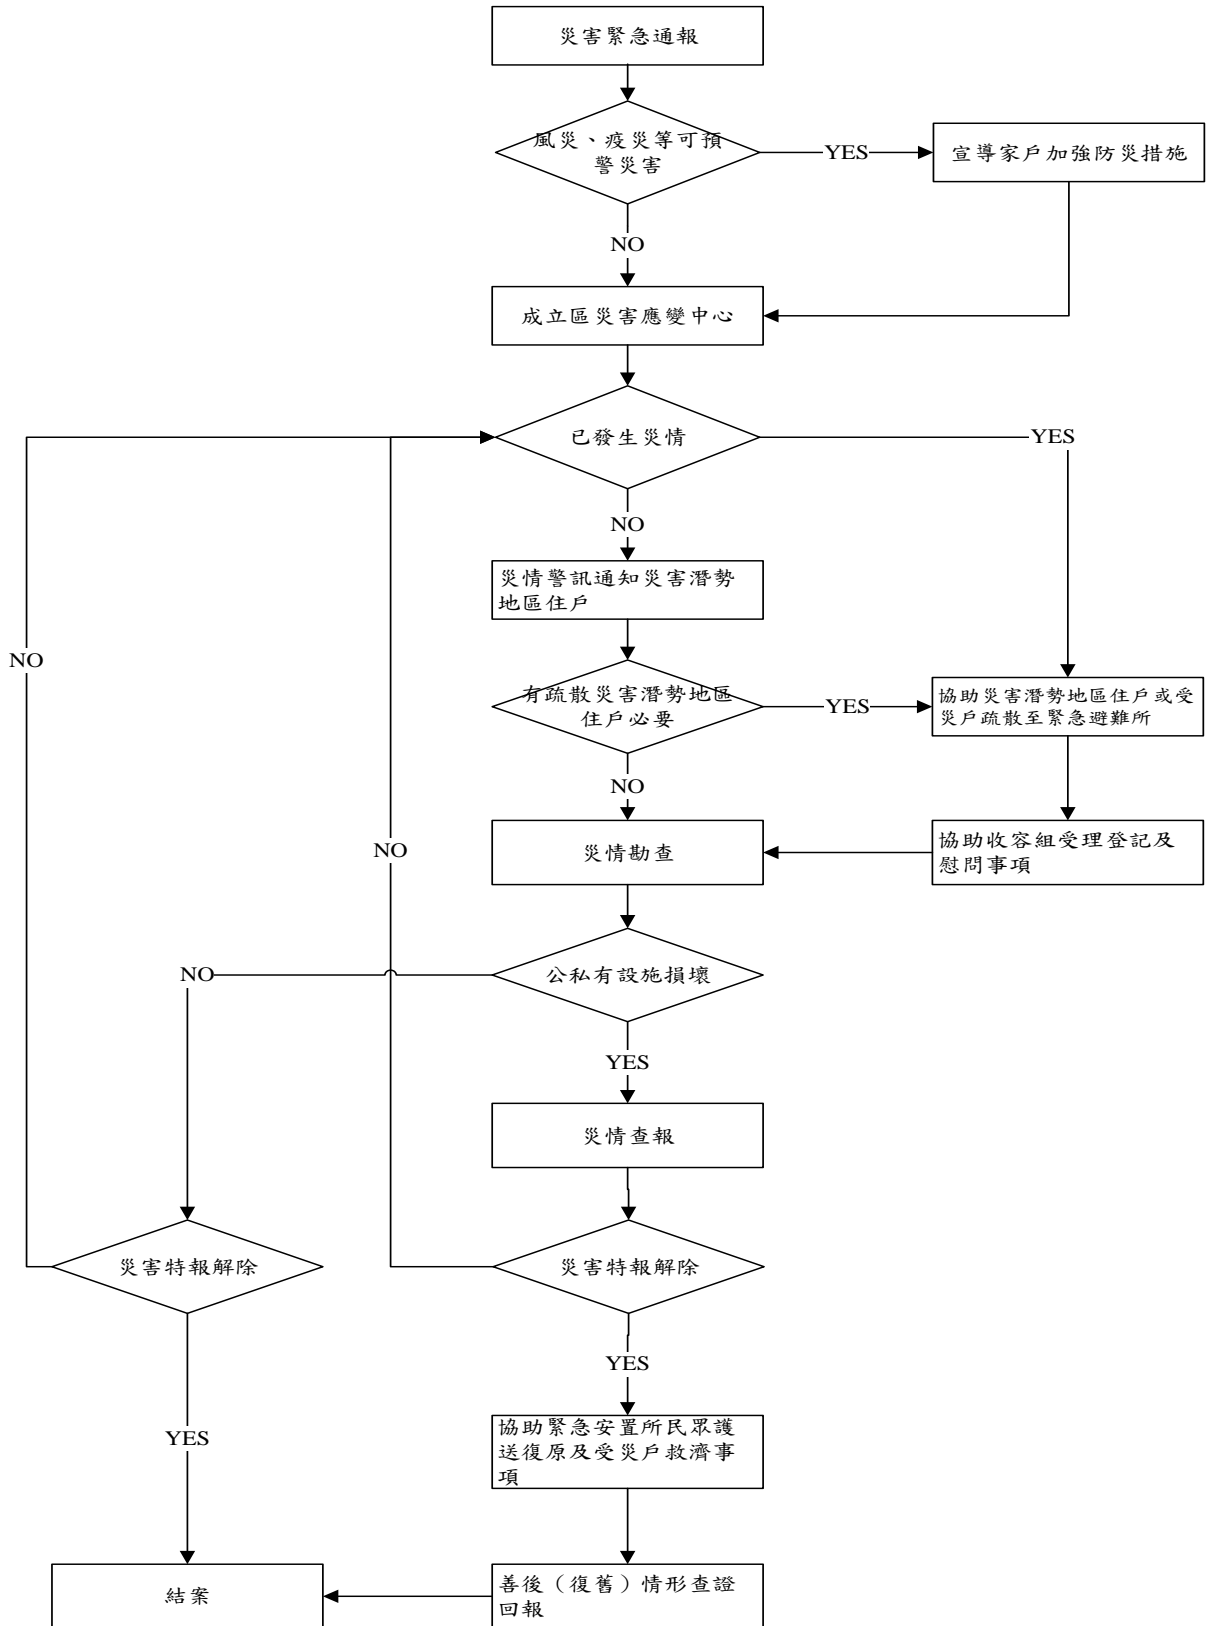 災害緊急通報
風災、疫災等可預
警災害
YES
宣導家戶加強防災措施
NO
成立區災害應變中心
已發生災情
YES
NO
災情警訊通知災害潛勢
地區住戶
NO
有疏散災害潛勢地區
住戶必要
YES
協助災害潛勢地區住戶或受
災戶疏散至緊急避難所
NO
災情勘查
NO
協助收容組受理登記及
慰問事項
公私有設施損壞
NO
YES
災情查報
災害特報解除
災害特報解除
YES
YES
協助緊急安置所民眾護
送復原及受災戶救濟事
項
結案
善後（復舊）情形查證
回報